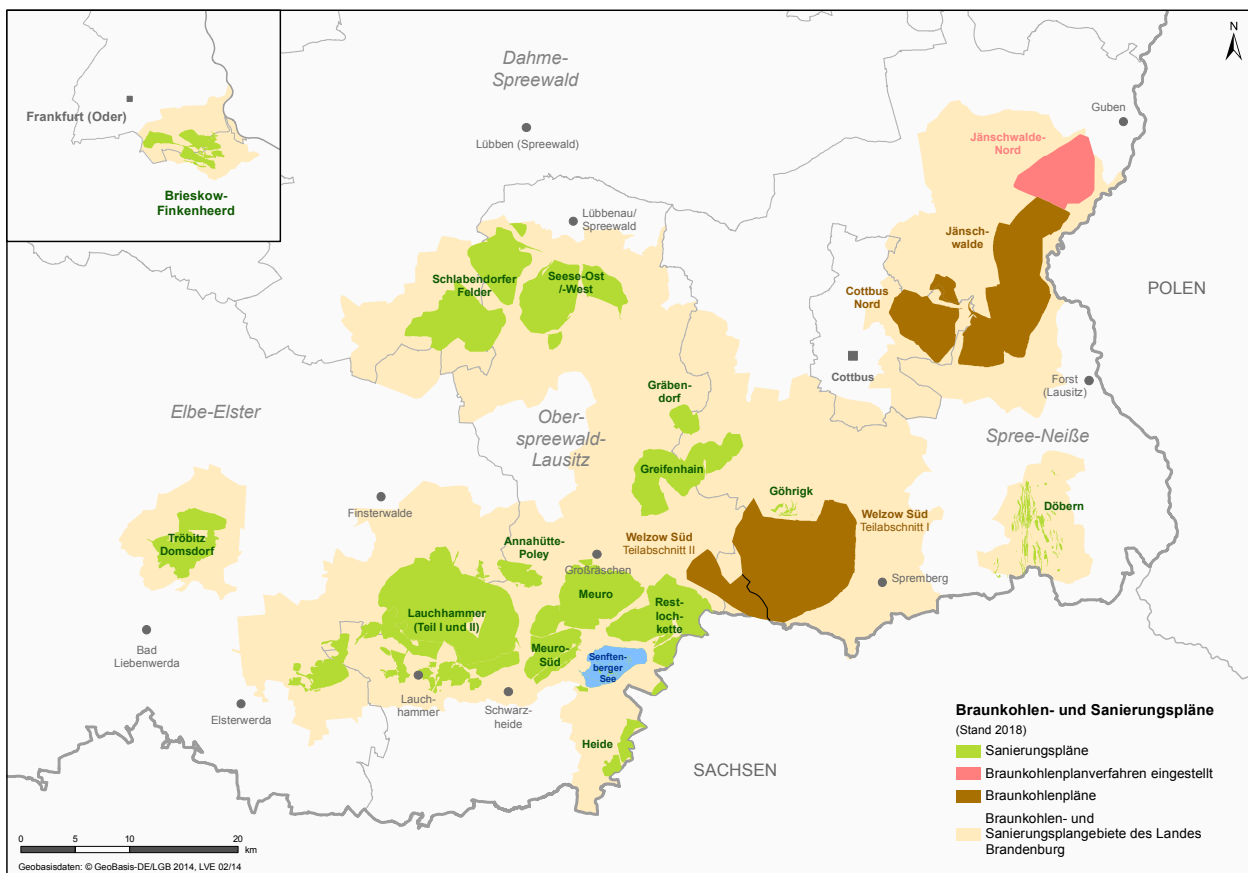 N
Dahme-
Spreewald
Frankfurt (Oder)
Brieskow-
Finkenheerd
Lübben (Spreewald)
Guben
Jänschwalde-
Nord
Lübbenau/
Spreewald
Jänsch-
walde
Schlabendorfer
Felder
Seese-Ost
/-West
Cottbus
Nord
POLEN
Cottbus
Forst
(Lausitz)
Gräben-
dorf
Elbe-Elster
Ober-
spreewald-
Lausitz
Spree-Neiße
Greifenhain
Göhrigk
Döbern
Finsterwalde
Welzow Süd
Teilabschnitt I
Welzow Süd
Teilabschnitt II
Tröbitz
Domsdorf
Annahütte-
Poley
Großräschen
Spremberg
Meuro
Lauchhammer
(Teil I und II)
Rest-
loch-
kette
Bad
Liebenwerda
Meuro-
Süd
Senften-
berger
See
Elsterwerda
Lauch-
hammer
Schwarz-
heide
Heide
SACHSEN
Braunkohlen- und Sanierungspläne
(Stand 2018)
Sanierungspläne
Braunkohlenplanverfahren eingestellt
Braunkohlenpläne
Braunkohlen- und
Sanierungsplangebiete des Landes
Brandenburg
0 5 10 20
km
Geobasisdaten: © GeoBasis-DE/LGB 2014, LVE 02/14